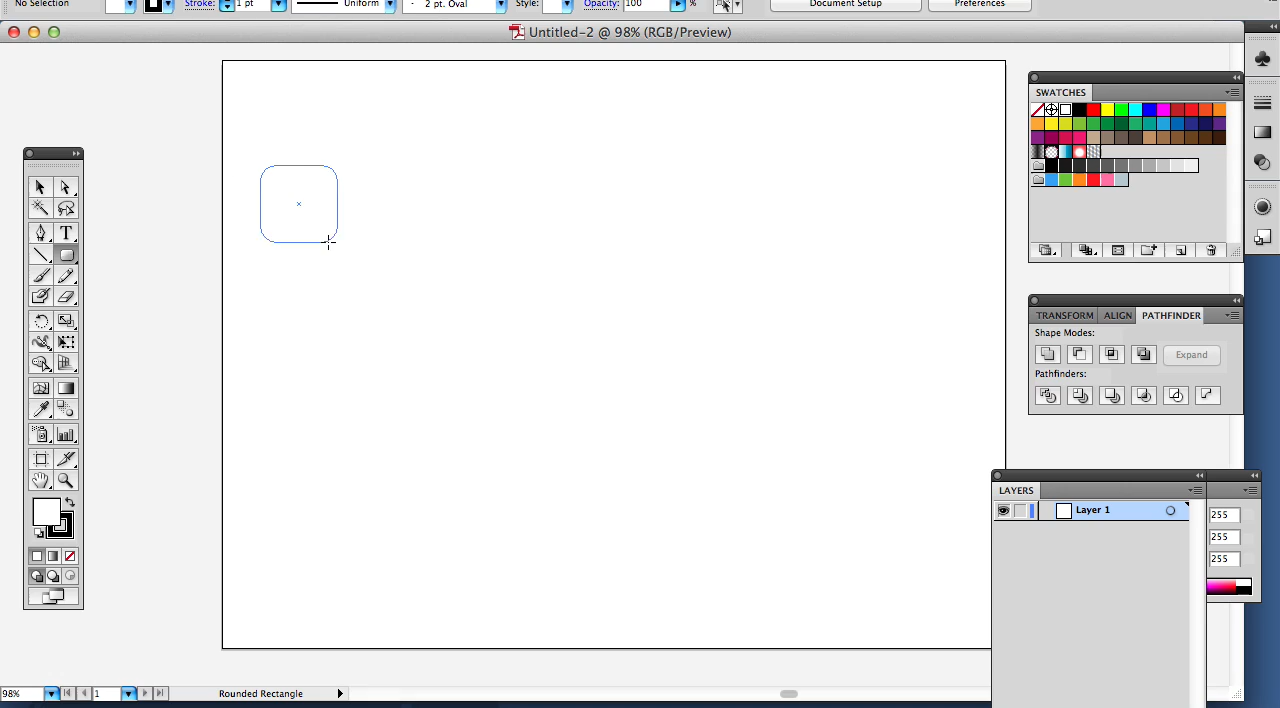 No Selection Stroke: 1 pt Uniform 2 pt. Oval Style: Opacity: 100 % Document Setup Preferences
Untitled-2 @ 98% (RGB/Preview)
SWATCHES
T
TRANSFORM ALIGN PATHFINDER
Shape Modes:
Expand
Pathfinders:
LAYERS
Layer 1
255
255
255
98% 1 Rounded Rectangle